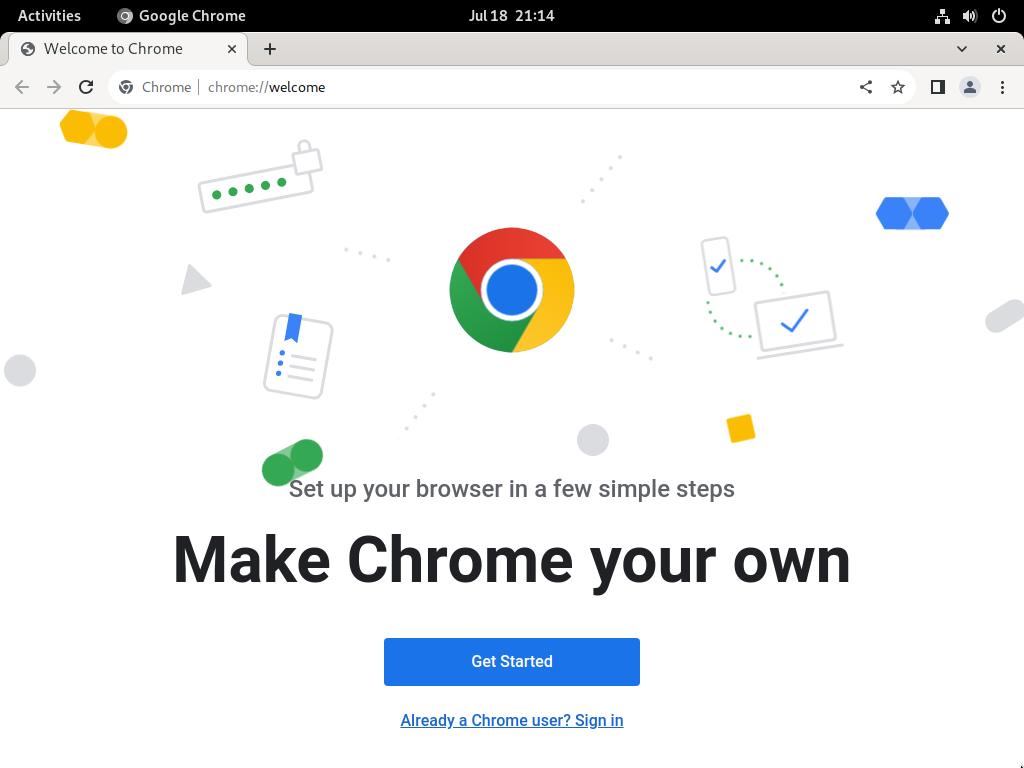 Activities Google Chrome Jul 18 21:14
Welcome to Chrome
Chrome chrome://welcome
Set up your browser in a few simple steps
Make Chrome your own
Get Started
Already a Chrome user? Sign in